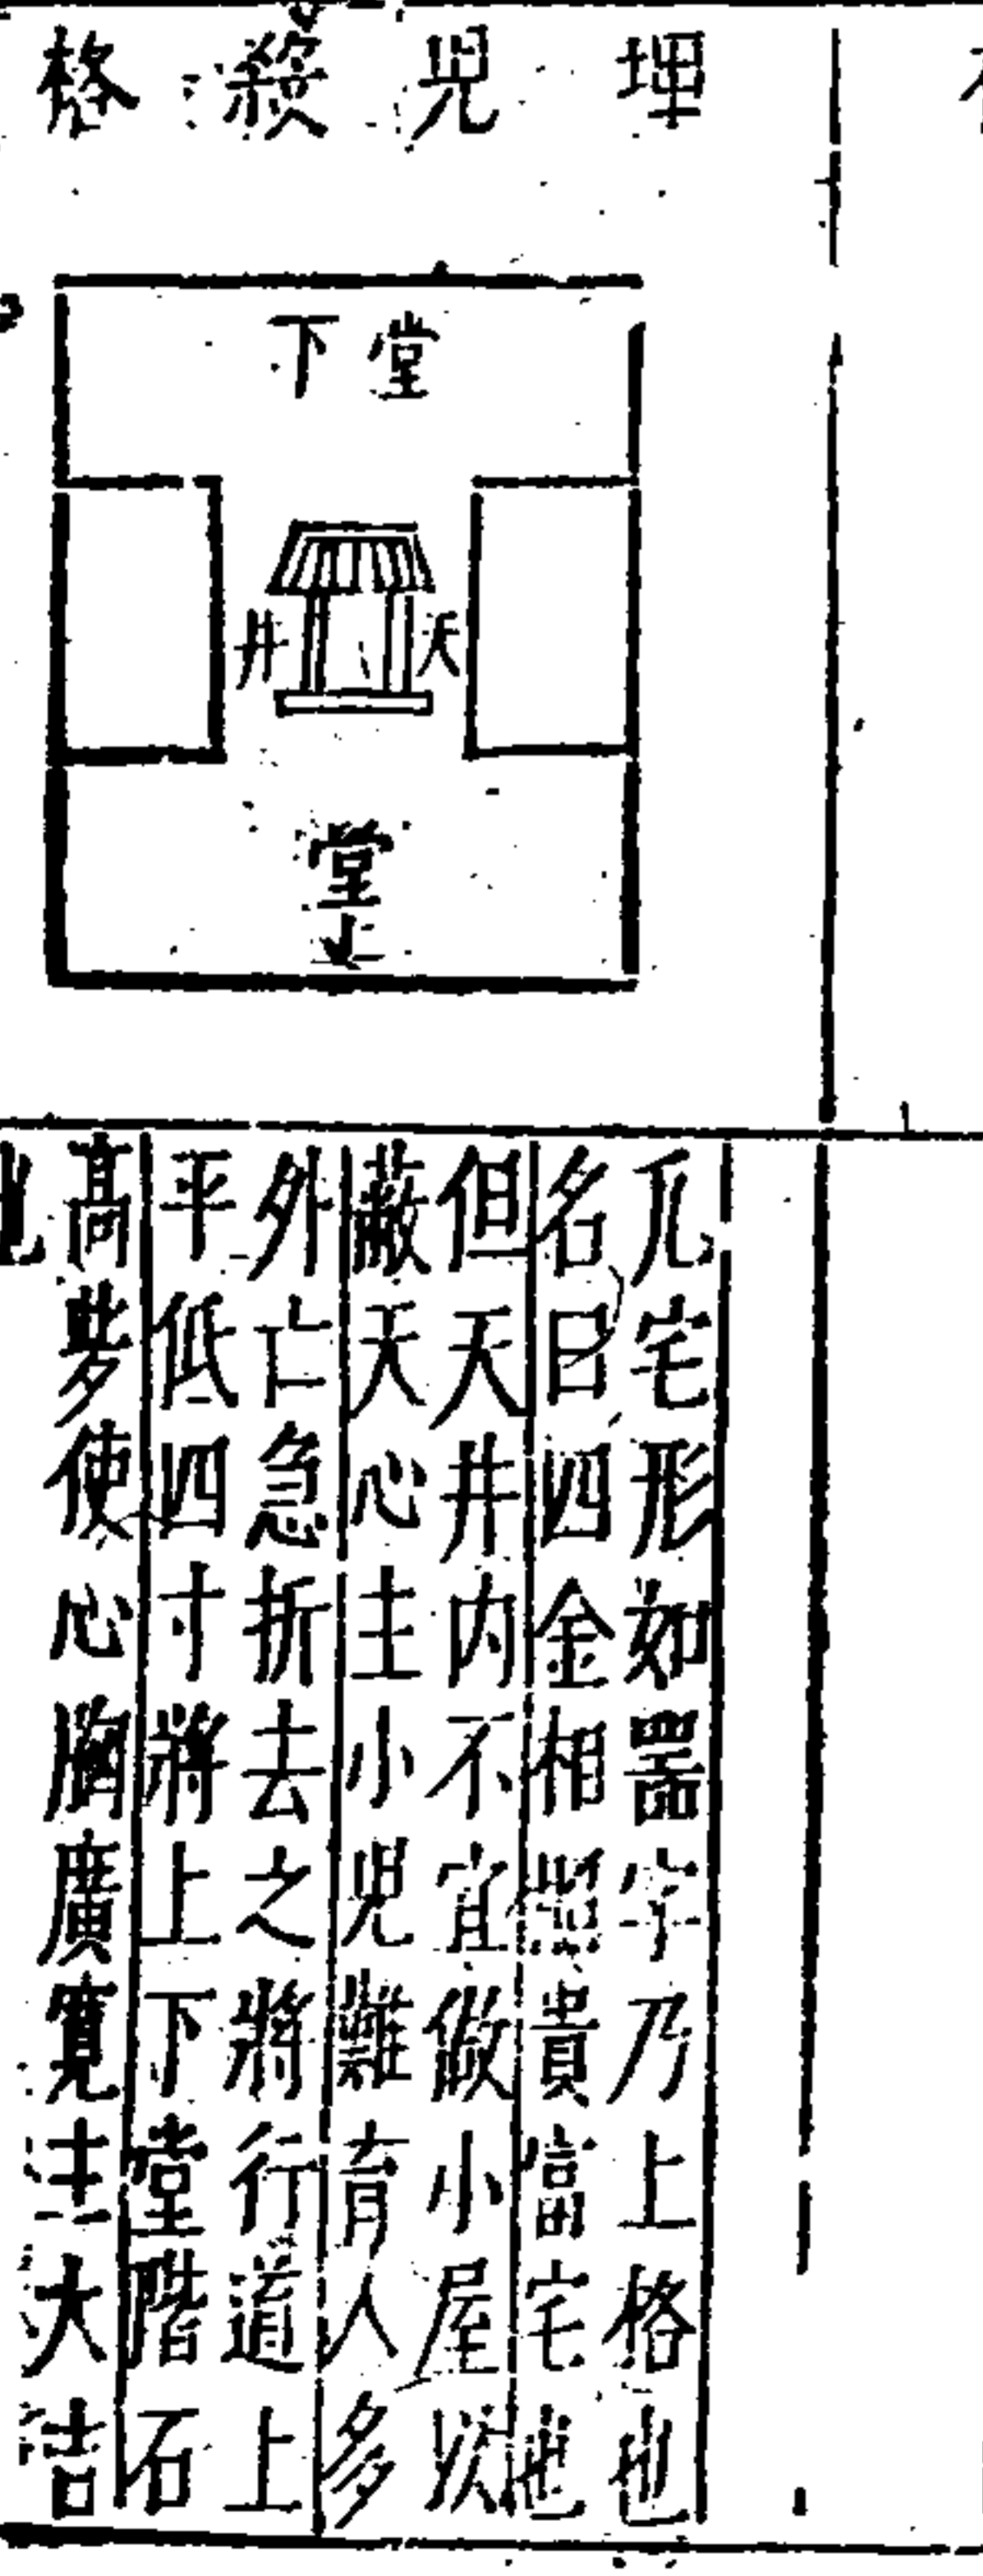 埋兒殺格
堂下
天井
堂上
凡宅形如器字乃上格也
名曰四金相照貴富宅也
但天井内不宜做小屋以
蔽天心主小兒難育人多
外亡急折去之將行道上
平低四寸將上下堂階石
高些使心胸廣寬主大吉
也